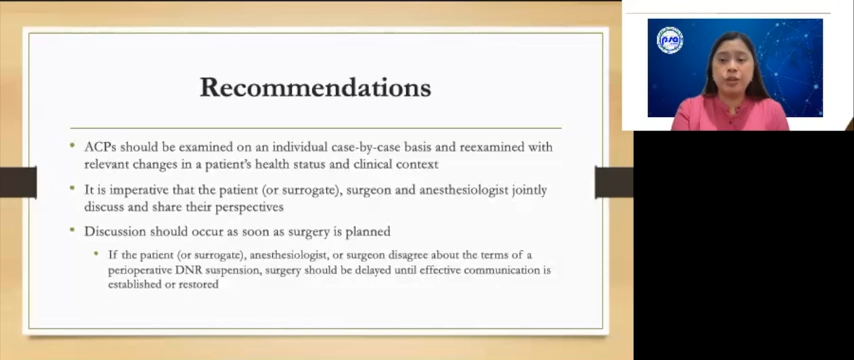 Recommendations
ACPs should be examined on an individual case-by-case basis and reexamined with
relevant changes in a patient's health status and clinical context
It is imperative that the patient (or surrogate), surgeon and anesthesiologist jointly
discuss and share their perspectives
Discussion should occur as soon as surgery is planned
If the patient (or surrogate), anesthesiologist, or surgeon disagree about the terms of a
perioperative DNR suspension, surgery should be delayed until effective communication is
established or restored